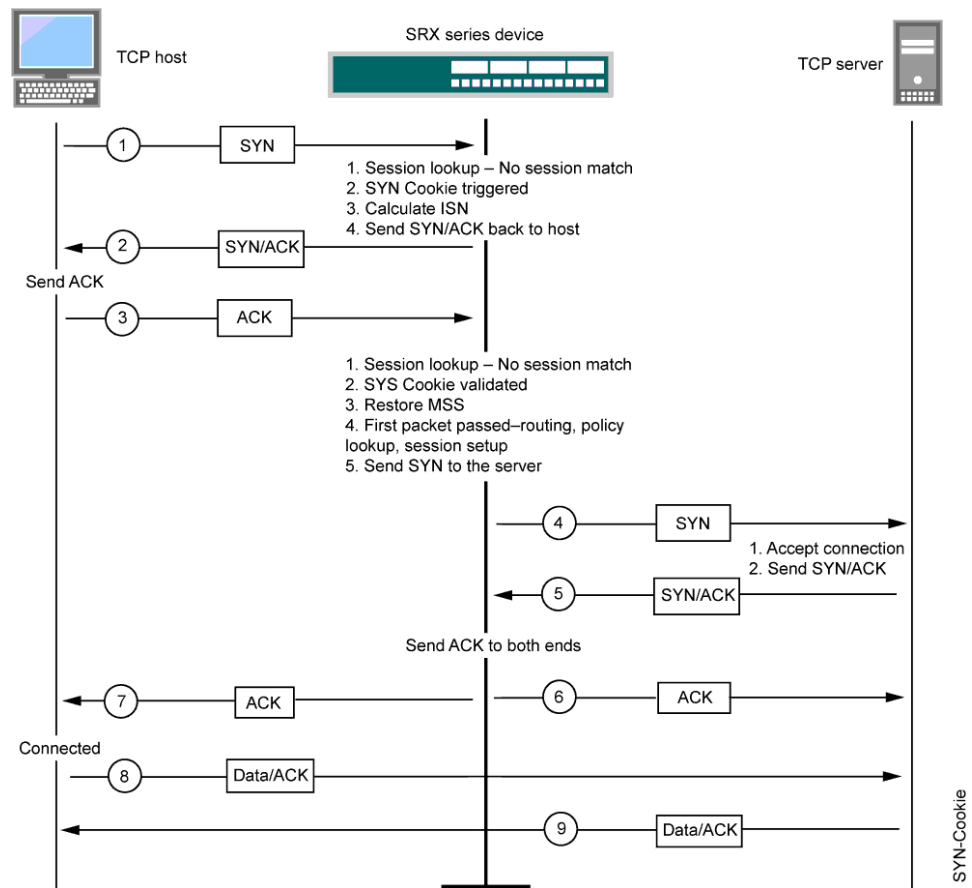 TCP host
SRX series device
TCP server
1
SYN
1. Session lookup – No session match
2. SYN Cookie triggered
3. Calculate ISN
4. Send SYN/ACK back to host
2
SYN/ACK
Send ACK
3
ACK
1. Session lookup – No session match
2. SYS Cookie validated
3. Restore MSS
4. First packet passed–routing, policy
lookup, session setup
5. Send SYN to the server
4
SYN
1. Accept connection
2. Send SYN/ACK
5
SYN/ACK
Send ACK to both ends
7
ACK
6
ACK
Connected
8
Data/ACK
9
Data/ACK
SYN-Cookie